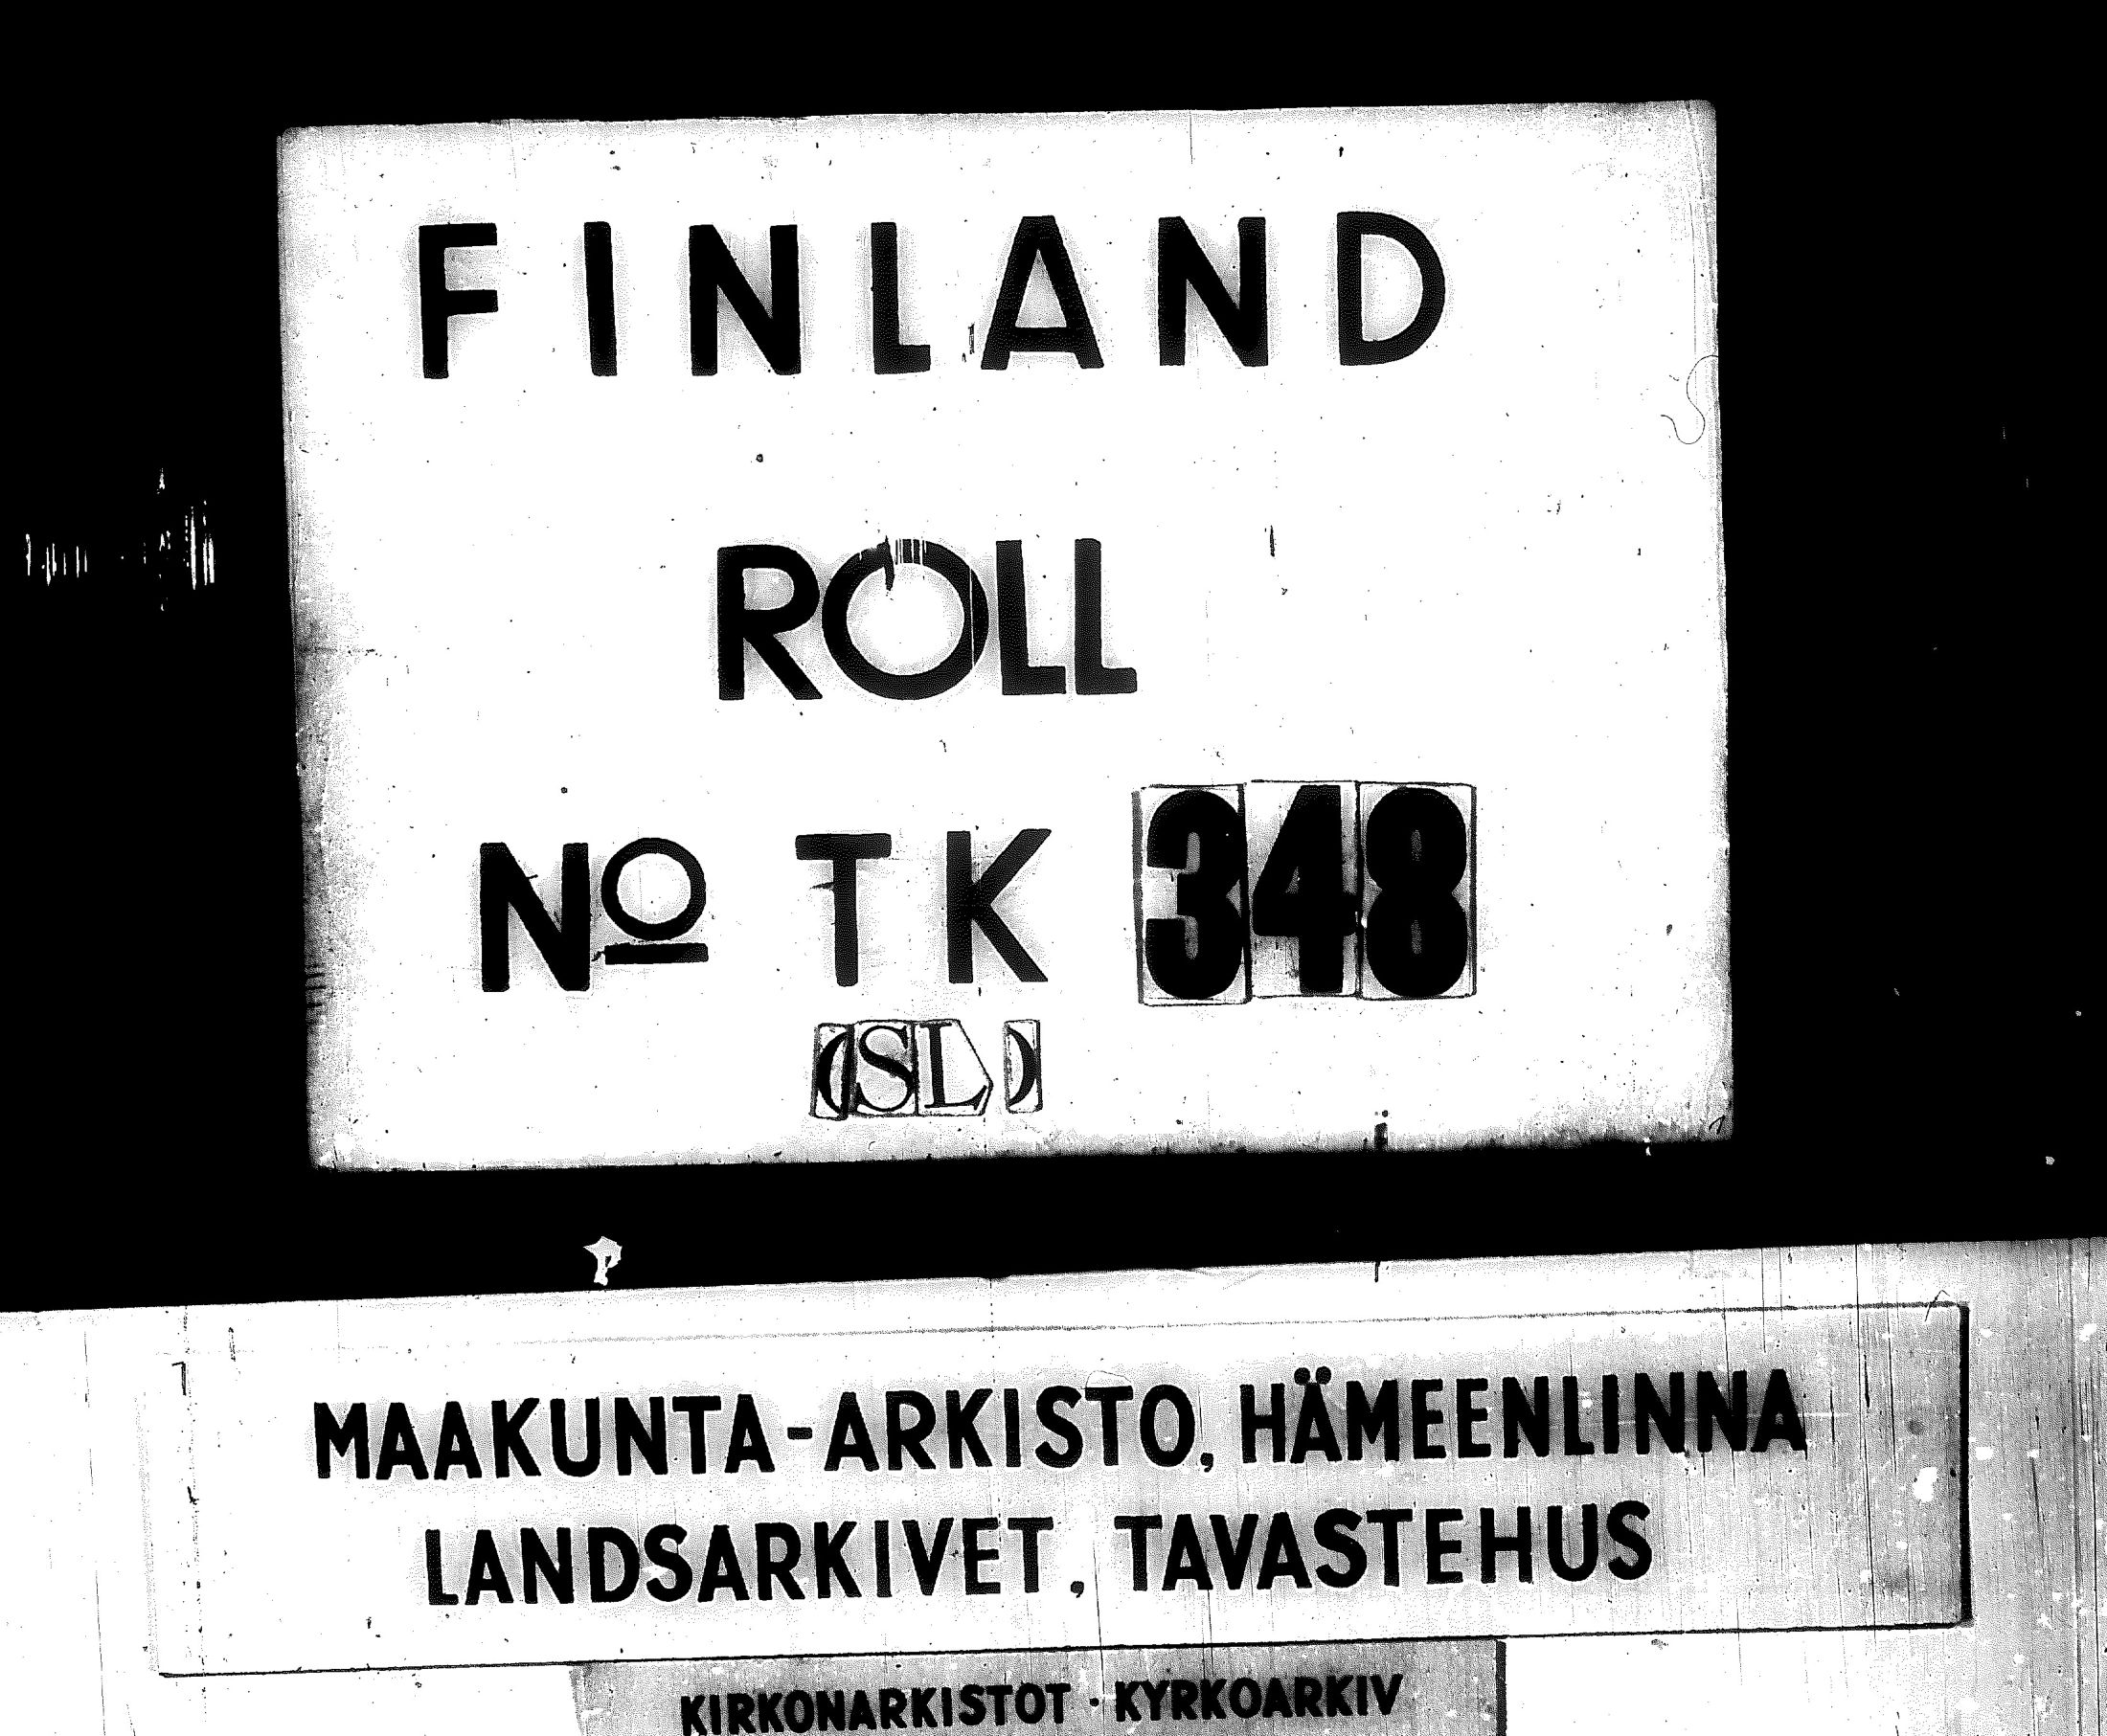 FINLAND
ROLL
Nº TK 348
(SL)
MAAKUNTA-ARKISTO, HÄMEENLINNA
LANDSARKIVET, TAVASTEHUS
KIRKONARKISTOT · KYRKOARKIV